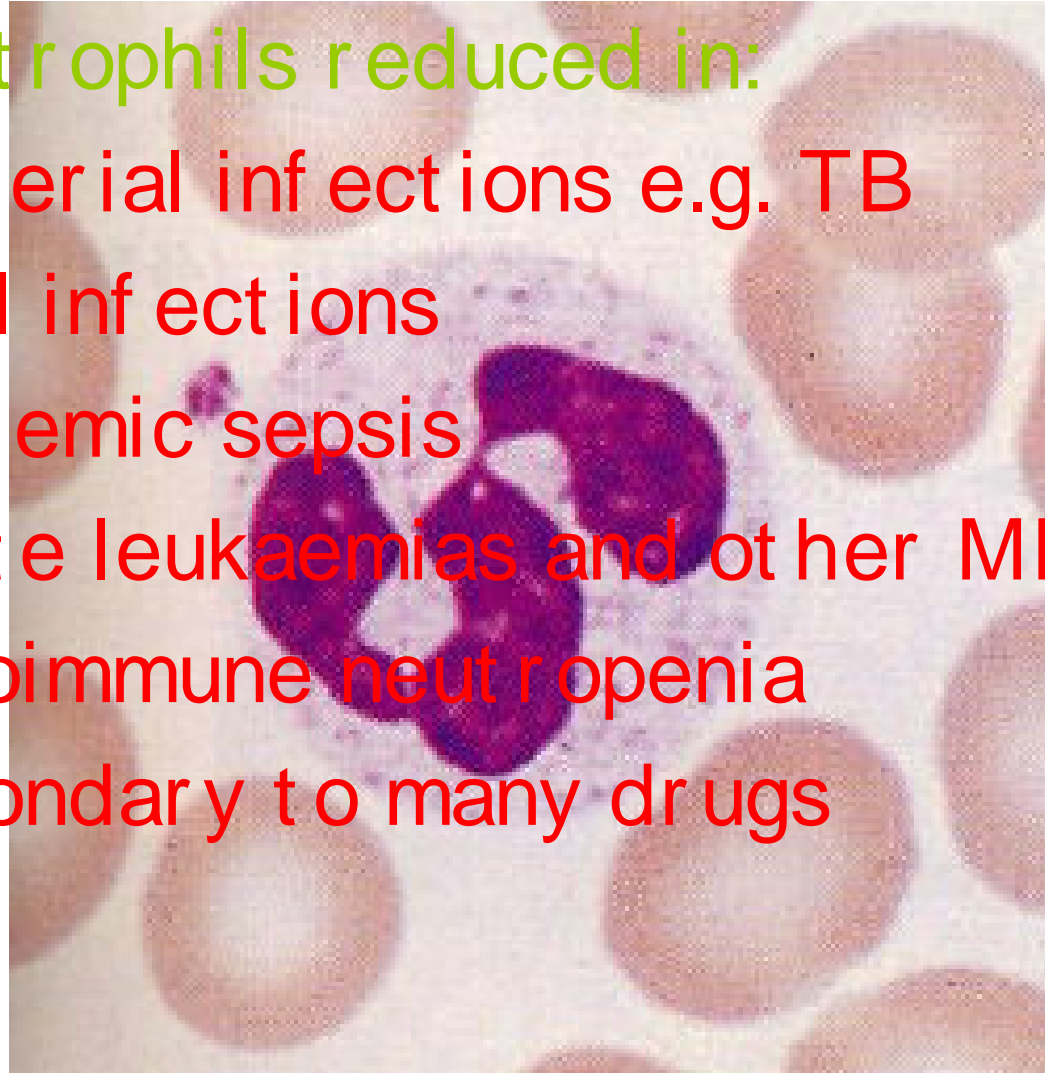 trophils reduced in:
erial infections e.g. TB
l infections
emic sepsis
te leukaemias and other M
oimmune neutropenia
ondary to many drugs